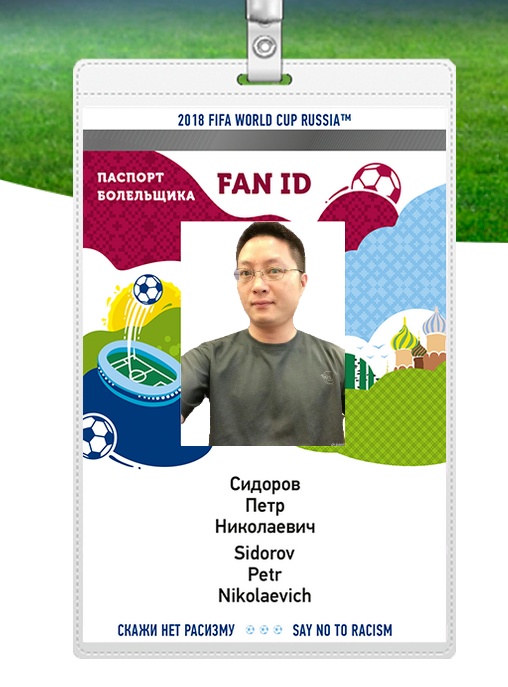 2018 FIFA WORLD CUP RUSSIA™
ПАСПОРТ
БОЛЕЛЬЩИКА
FAN ID
Сидоров
Петр
Николаевич
Sidorov
Petr
Nikolaevich
СКАЖИ НЕТ РАСИЗМУ
SAY NO TO RACISM